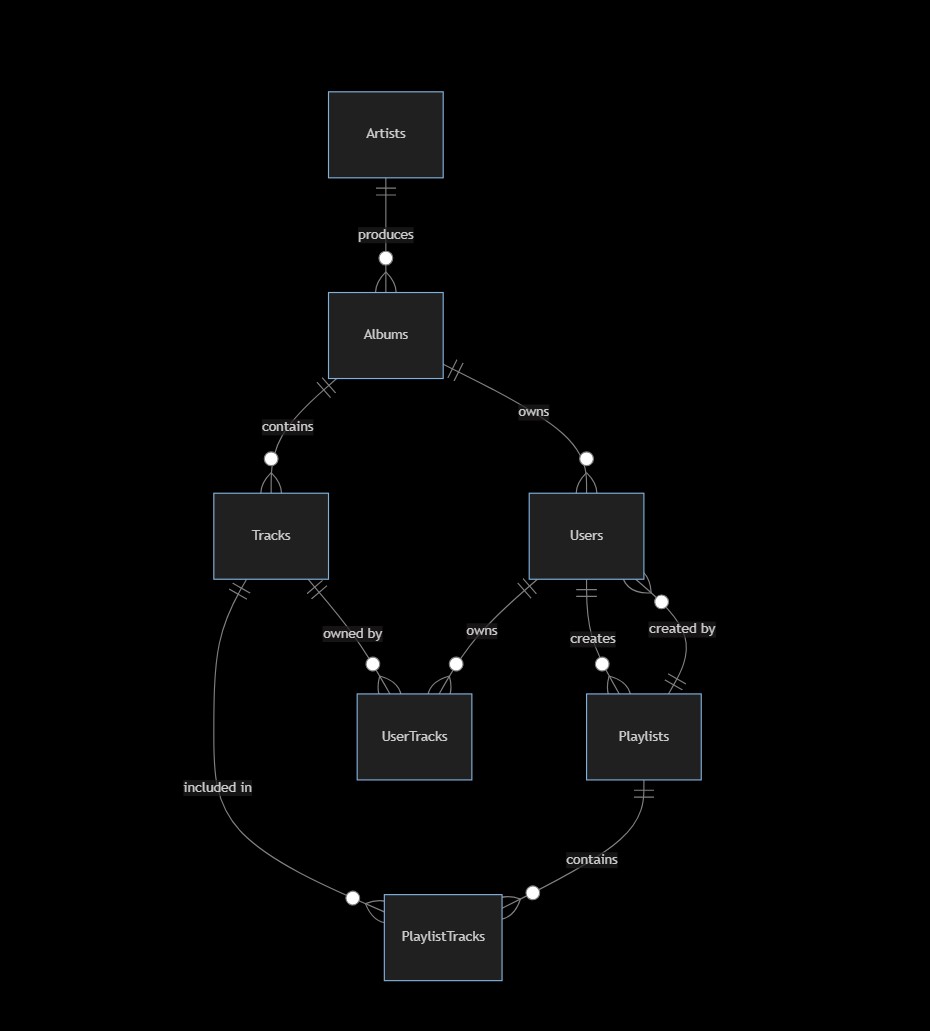 Artists
produces
Albums
contains
owns
Tracks
Users
owned by
owns
creates
created by
UserTracks
Playlists
included in
contains
PlaylistTracks